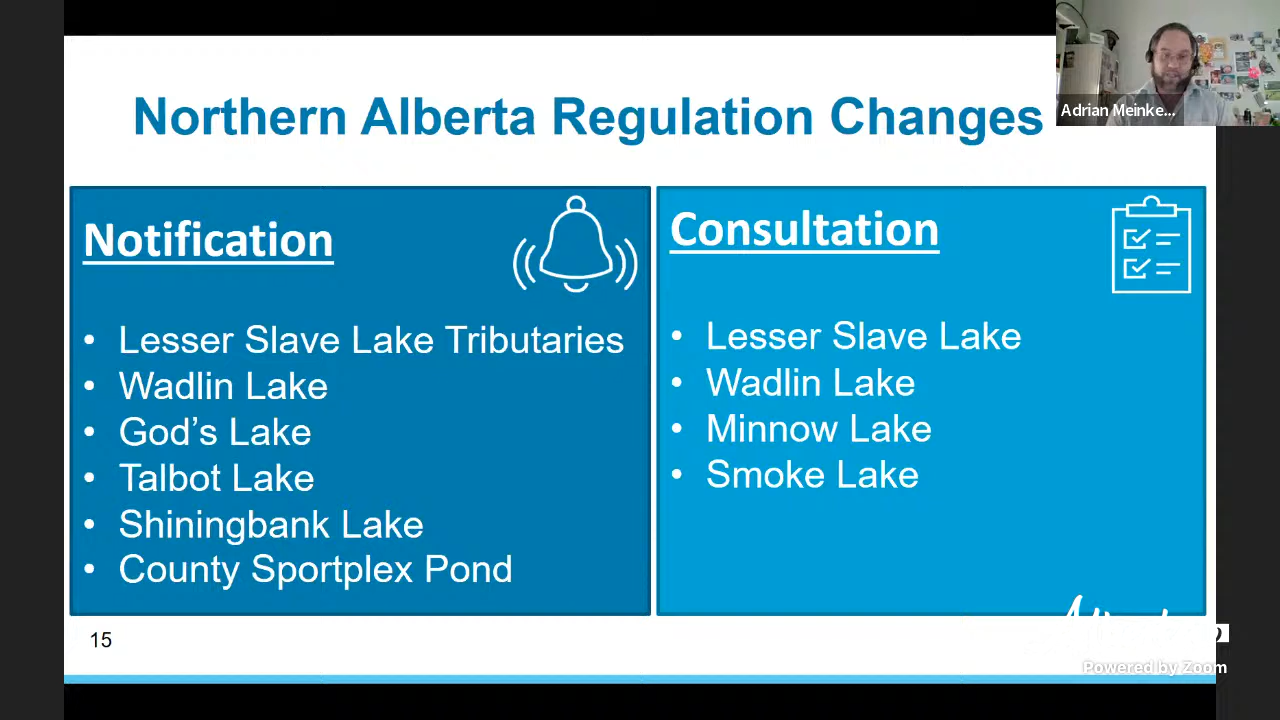 Northern Alberta Regulation Changes
Adrian Meinke...
Notification
• Lesser Slave Lake Tributaries
• Wadlin Lake
• God’s Lake
• Talbot Lake
• Shiningbank Lake
• County Sportplex Pond
Consultation
• Lesser Slave Lake
• Wadlin Lake
• Minnow Lake
• Smoke Lake
15
Powered by Zoom